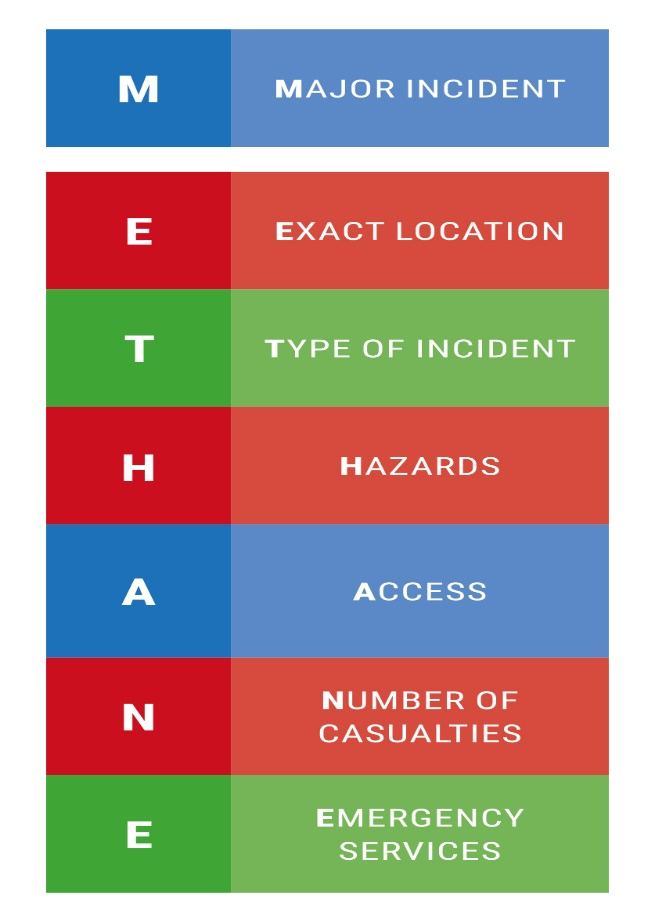 M MAJOR INCIDENT
E EXACT LOCATION
T TYPE OF INCIDENT
H HAZARDS
A ACCESS
N NUMBER OF
CASUALTIES
E EMERGENCY
SERVICES